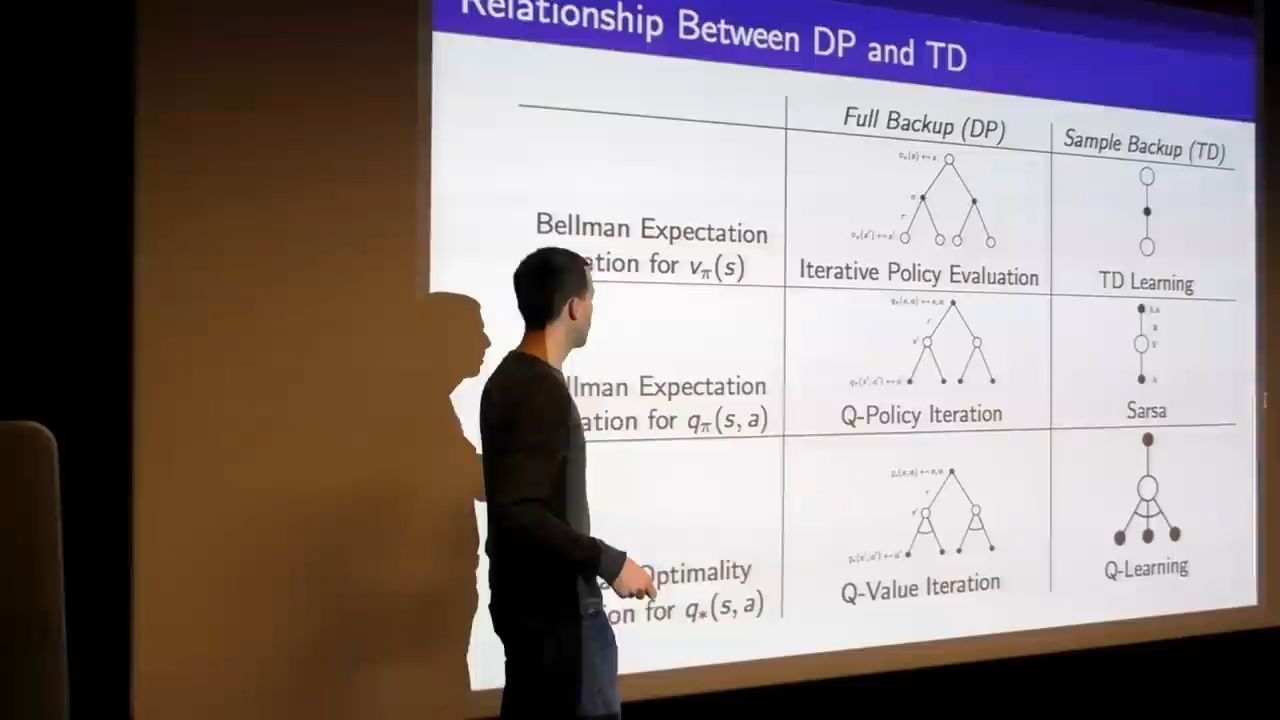 Relationship Between DP and TD
Full Backup (DP)
Sample Backup (TD)
Bellman Expectation
ation for vπ(s)
Iterative Policy Evaluation
TD Learning
llman Expectation
ation for qπ(s, a)
Q-Policy Iteration
Sarsa
Optimality
on for q*(s, a)
Q-Value Iteration
Q-Learning